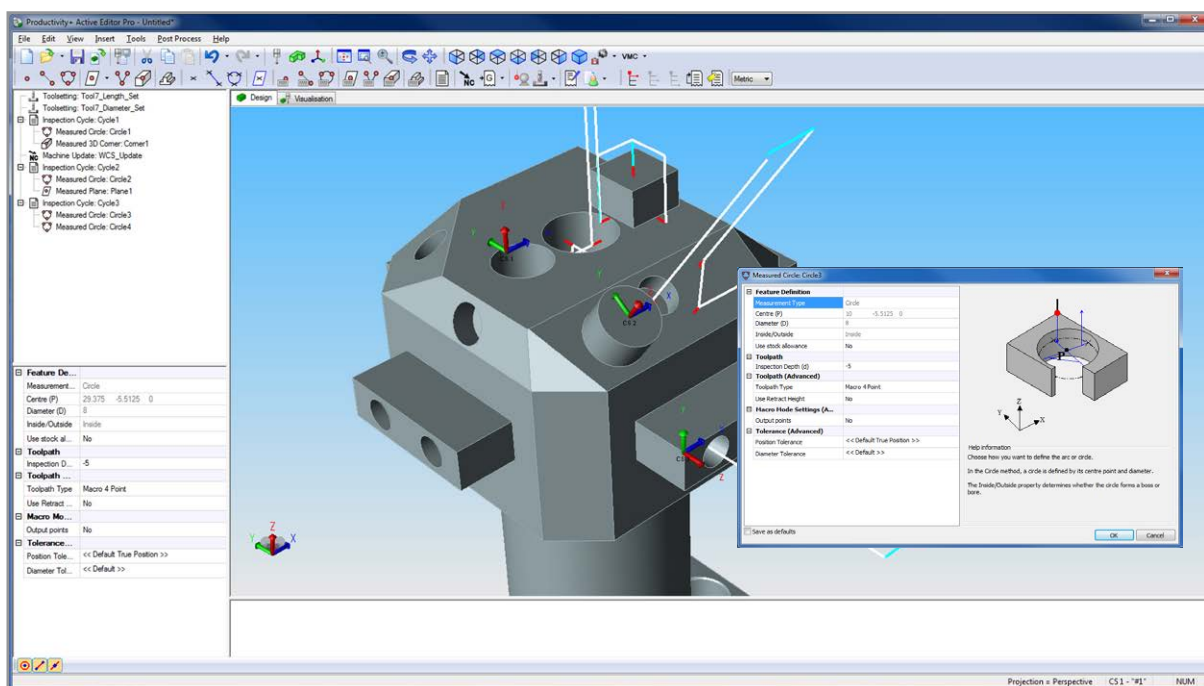 Productivity+ Active Editor Pro - Untitled*
File Edit View Insert Tools Post Process Help
VMC
NC +G Metric
Toolsetting: Tool7_Length_Set
Toolsetting: Tool7_Diameter_Set
Inspection Cycle: Cycle1
Measured Circle: Circle1
Measured 3D Corner: Corner1
NC Machine Update: WCS_Update
Inspection Cycle: Cycle2
Measured Circle: Circle2
Measured Plane: Plane1
Inspection Cycle: Cycle3
Measured Circle: Circle3
Measured Circle: Circle4
Feature De...
Measurement... Circle
Centre (P) 29.375 -5.5125 0
Diameter (D) 8
Inside/Outside Inside
Use stock al... No
Toolpath
Inspection D... -5
Toolpath ...
Toolpath Type Macro 4 Point
Use Retract ... No
Macro Mo...
Output points No
Tolerance...
Position Tole... << Default True Position >>
Diameter Tol... << Default >>
Design Visualisation
Z
Y
CS 1
Y
X
CS 2
Y
Z
Z
Y X
Measured Circle: Circle3
Feature Definition
Measurement Type Circle
Centre (P) 10 -5.5125 0
Diameter (D) 8
Inside/Outside Inside
Use stock allowance No
Toolpath
Inspection Depth (d) -5
Toolpath (Advanced)
Toolpath Type Macro 4 Point
Use Retract Height No
Macro Mode Settings (A...
Output points No
Tolerance (Advanced)
Position Tolerance << Default True Position >>
Diameter Tolerance << Default >>
P
Z
Y X
Help information
Choose how you want to define the arc or circle.
In the Circle method, a circle is defined by its centre point and diameter.
The Inside/Outside property determines whether the circle forms a boss or
bore.
Save as defaults
OK Cancel
Projection = Perspective CS1 - "#1" NUM